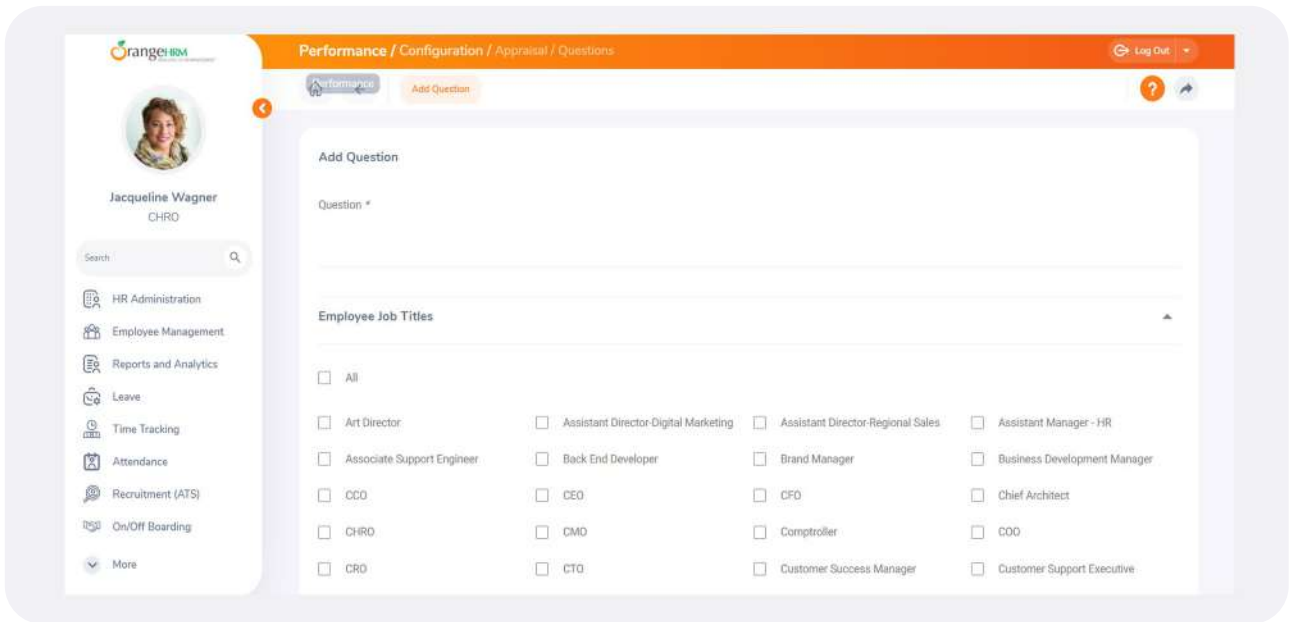 OrangeHRM
Performance / Configuration / Appraisal / Questions
Log Out
Performance
Add Question
?
Jacqueline Wagner
CHRO
Search
HR Administration
Employee Management
Reports and Analytics
Leave
Time Tracking
Attendance
Recruitment (ATS)
On/Off Boarding
More
Add Question
Question *
Employee Job Titles
All
Art Director Assistant Director-Digital Marketing Assistant Director-Regional Sales Assistant Manager - HR
Associate Support Engineer Back End Developer Brand Manager Business Development Manager
CCO CEO CFO Chief Architect
CHRO CMO Comptroller COO
CRO CTO Customer Success Manager Customer Support Executive